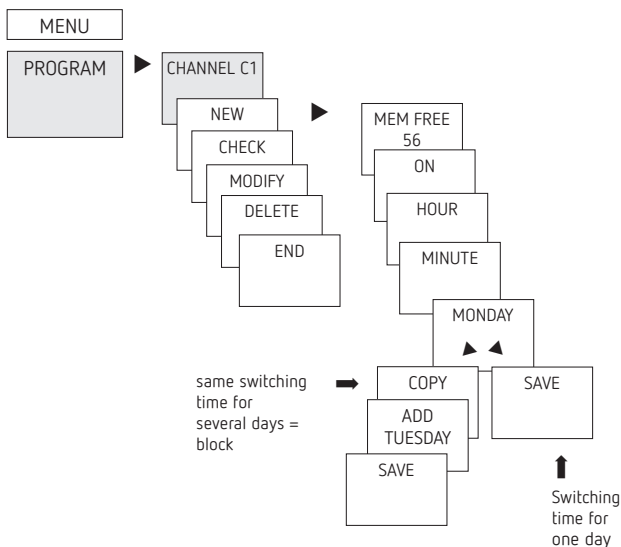 MENU
PROGRAM
CHANNEL C1
NEW
CHECK
MODIFY
DELETE
END
MEM FREE
56
ON
HOUR
MINUTE
MONDAY
same switching
time for
several days =
block
COPY
ADD
TUESDAY
SAVE
SAVE
Switching
time for
one day